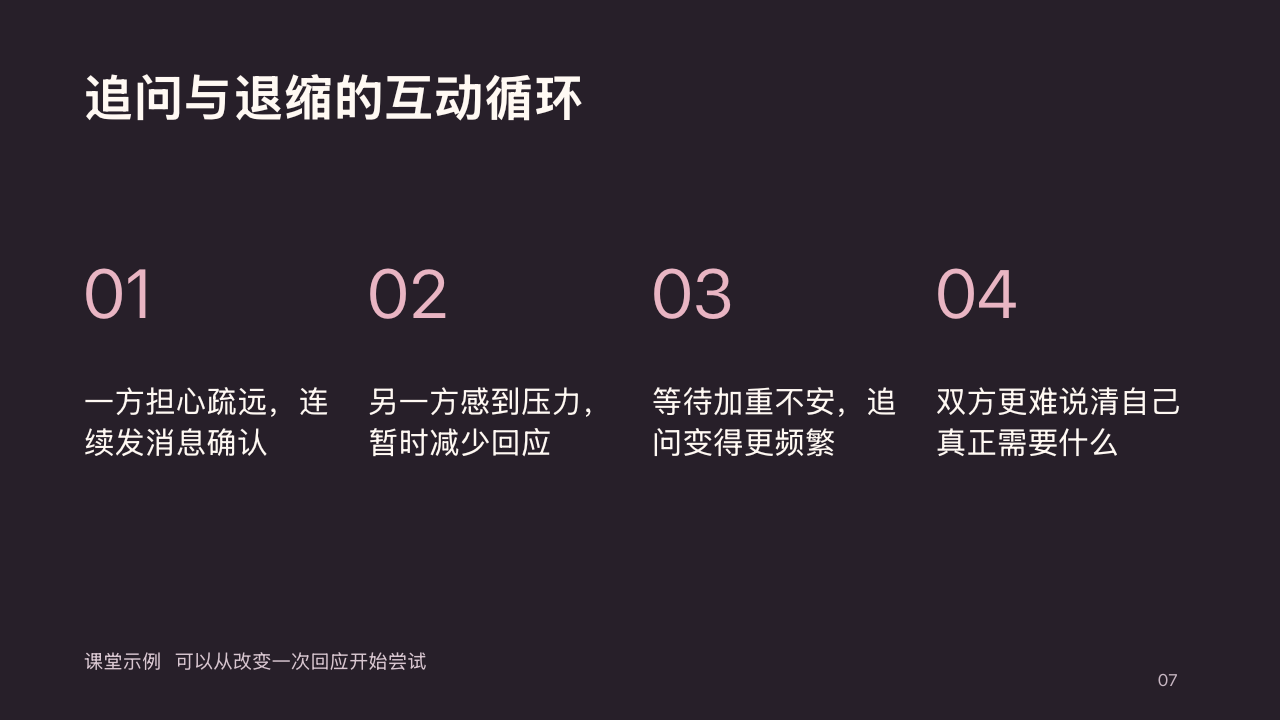 追问与退缩的互动循环
01
一方担心疏远，连
续发消息确认
02
另一方感到压力，
暂时减少回应
03
等待加重不安，追
问变得更频繁
04
双方更难说清自己
真正需要什么
课堂示例 可以从改变一次回应开始尝试
07